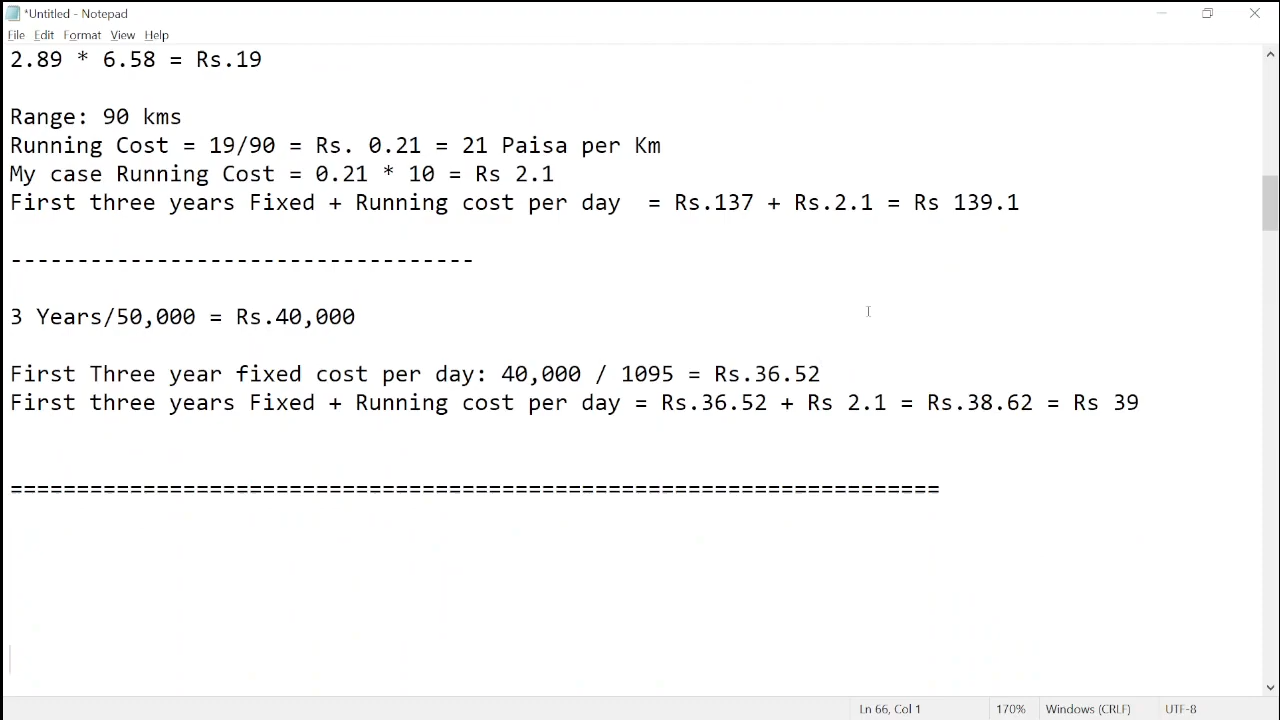 *Untitled - Notepad
File Edit Format View Help
2.89 * 6.58 = Rs.19
Range: 90 kms
Running Cost = 19/90 = Rs. 0.21 = 21 Paisa per Km
My case Running Cost = 0.21 * 10 = Rs 2.1
First three years Fixed + Running cost per day  = Rs.137 + Rs.2.1 = Rs 139.1
-----------------------------------
3 Years/50,000 = Rs.40,000
First Three year fixed cost per day: 40,000 / 1095 = Rs.36.52
First three years Fixed + Running cost per day = Rs.36.52 + Rs 2.1 = Rs.38.62 = Rs 39
======================================================================
Ln 66, Col 1 170% Windows (CRLF) UTF-8